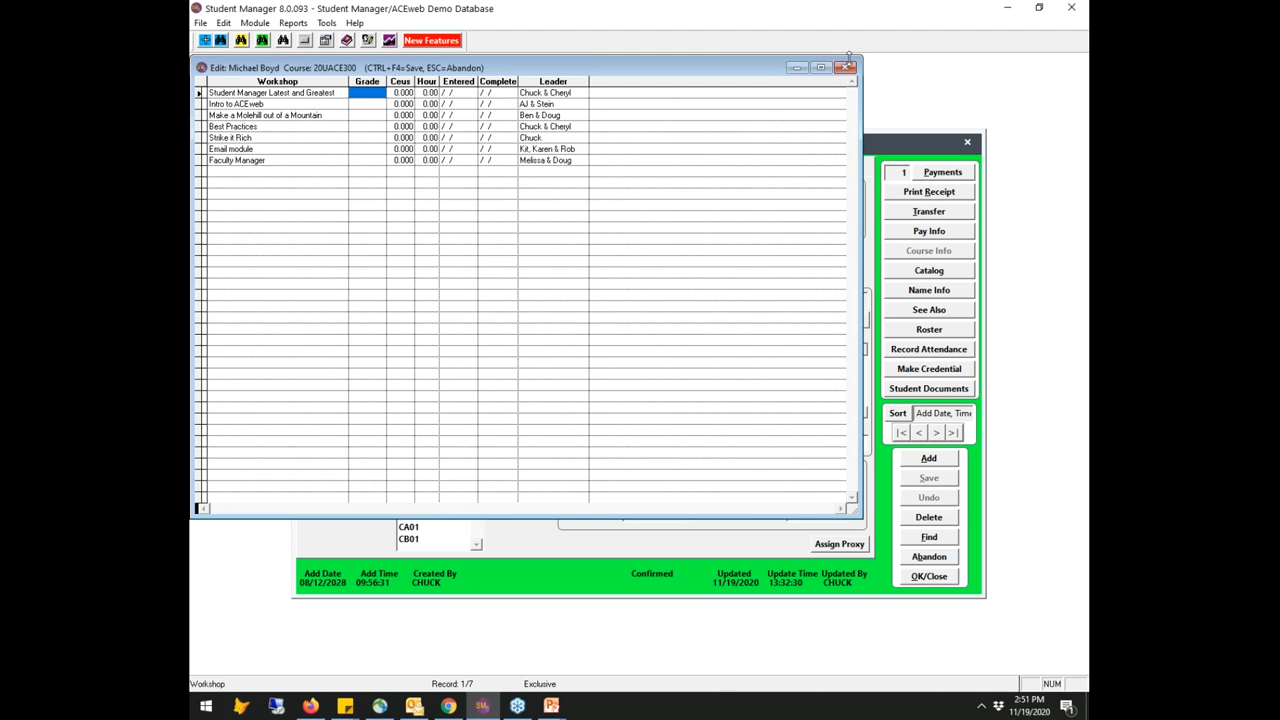 Student Manager 8.0.093 - Student Manager/ACEweb Demo Database
File Edit Module Reports Tools Help
New Features
Edit: Michael Boyd Course: 20UACE300 (CTRL+F4=Save, ESC=Abandon)
Workshop Grade Ceus Hour Entered Complete Leader
Student Manager Latest and Greatest 0.000 0.00 / / / / Chuck & Cheryl
Intro to ACEweb 0.000 0.00 / / / / AJ & Stein
Make a Molehill out of a Mountain 0.000 0.00 / / / / Ben & Doug
Best Practices 0.000 0.00 / / / / Chuck & Cheryl
Strike it Rich 0.000 0.00 / / / / Chuck
Email module 0.000 0.00 / / / / Kit, Karen & Rob
Faculty Manager 0.000 0.00 / / / / Melissa & Doug
1 Payments
Print Receipt
Transfer
Pay Info
Course Info
Catalog
Name Info
See Also
Roster
Record Attendance
Make Credential
Student Documents
Sort Add Date, Time
|< < > >|
Add
Save
Undo
Delete
Find
Abandon
OK/Close
CA01
CB01
Assign Proxy
Add Date Add Time Created By Confirmed Updated Update Time Updated By
08/12/2028 09:56:31 CHUCK 11/19/2020 13:32:30 CHUCK
Workshop Record: 1/7 Exclusive NUM
2:51 PM
11/19/2020